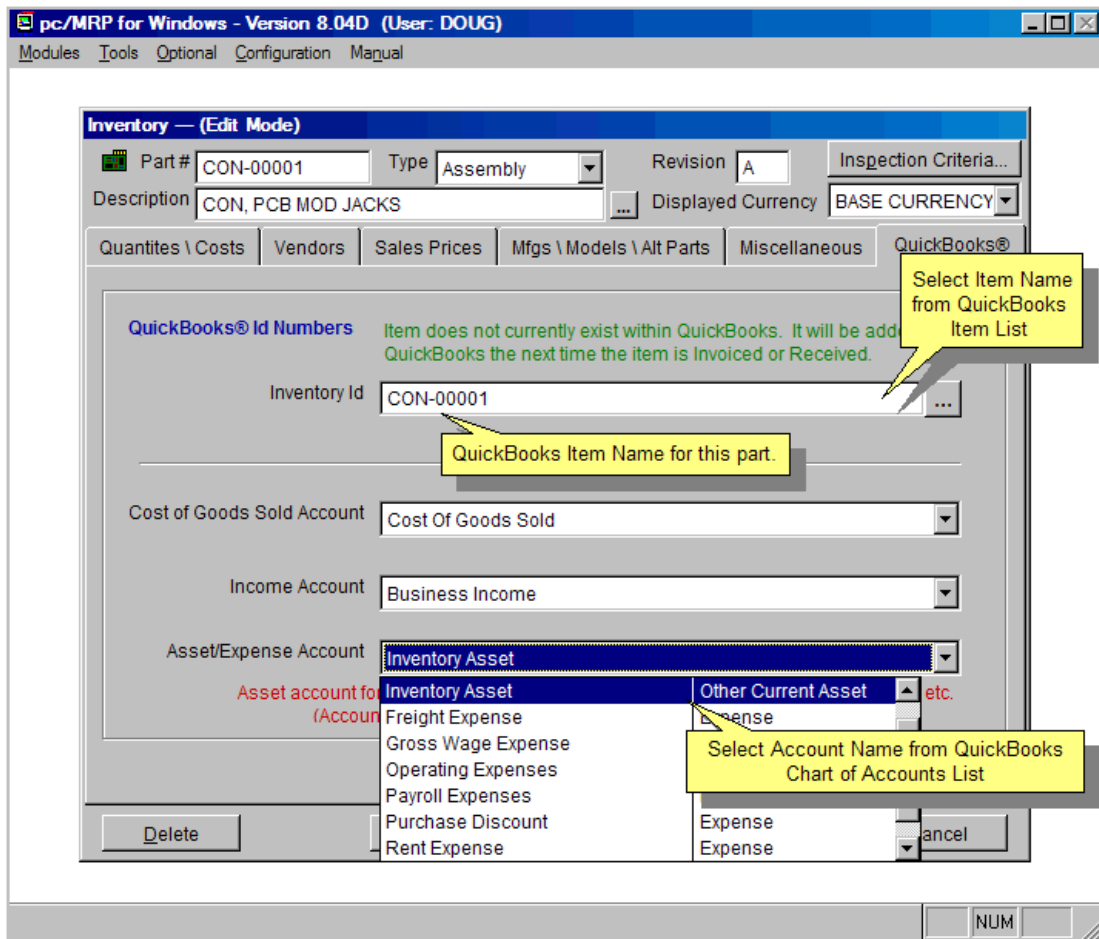 pc/MRP for Windows - Version 8.04D (User: DOUG)
Modules Tools Optional Configuration Manual
Inventory — (Edit Mode)
Part # CON-00001 Type Assembly Revision A Inspection Criteria...
Description CON, PCB MOD JACKS ... Displayed Currency BASE CURRENCY
Quantites \ Costs Vendors Sales Prices Mfgs \ Models \ Alt Parts Miscellaneous QuickBooks®
Select Item Name
from QuickBooks
Item List
QuickBooks® Id Numbers
Item does not currently exist within QuickBooks. It will be adde
QuickBooks the next time the item is Invoiced or Received.
Inventory Id CON-00001 ...
QuickBooks Item Name for this part.
Cost of Goods Sold Account Cost Of Goods Sold
Income Account Business Income
Asset/Expense Account Inventory Asset
Asset account fo etc.
(Accoun
Inventory Asset Other Current Asset
Freight Expense Expense
Gross Wage Expense
Operating Expenses
Payroll Expenses
Purchase Discount Expense
Rent Expense Expense
Select Account Name from QuickBooks
Chart of Accounts List
Delete ancel
NUM